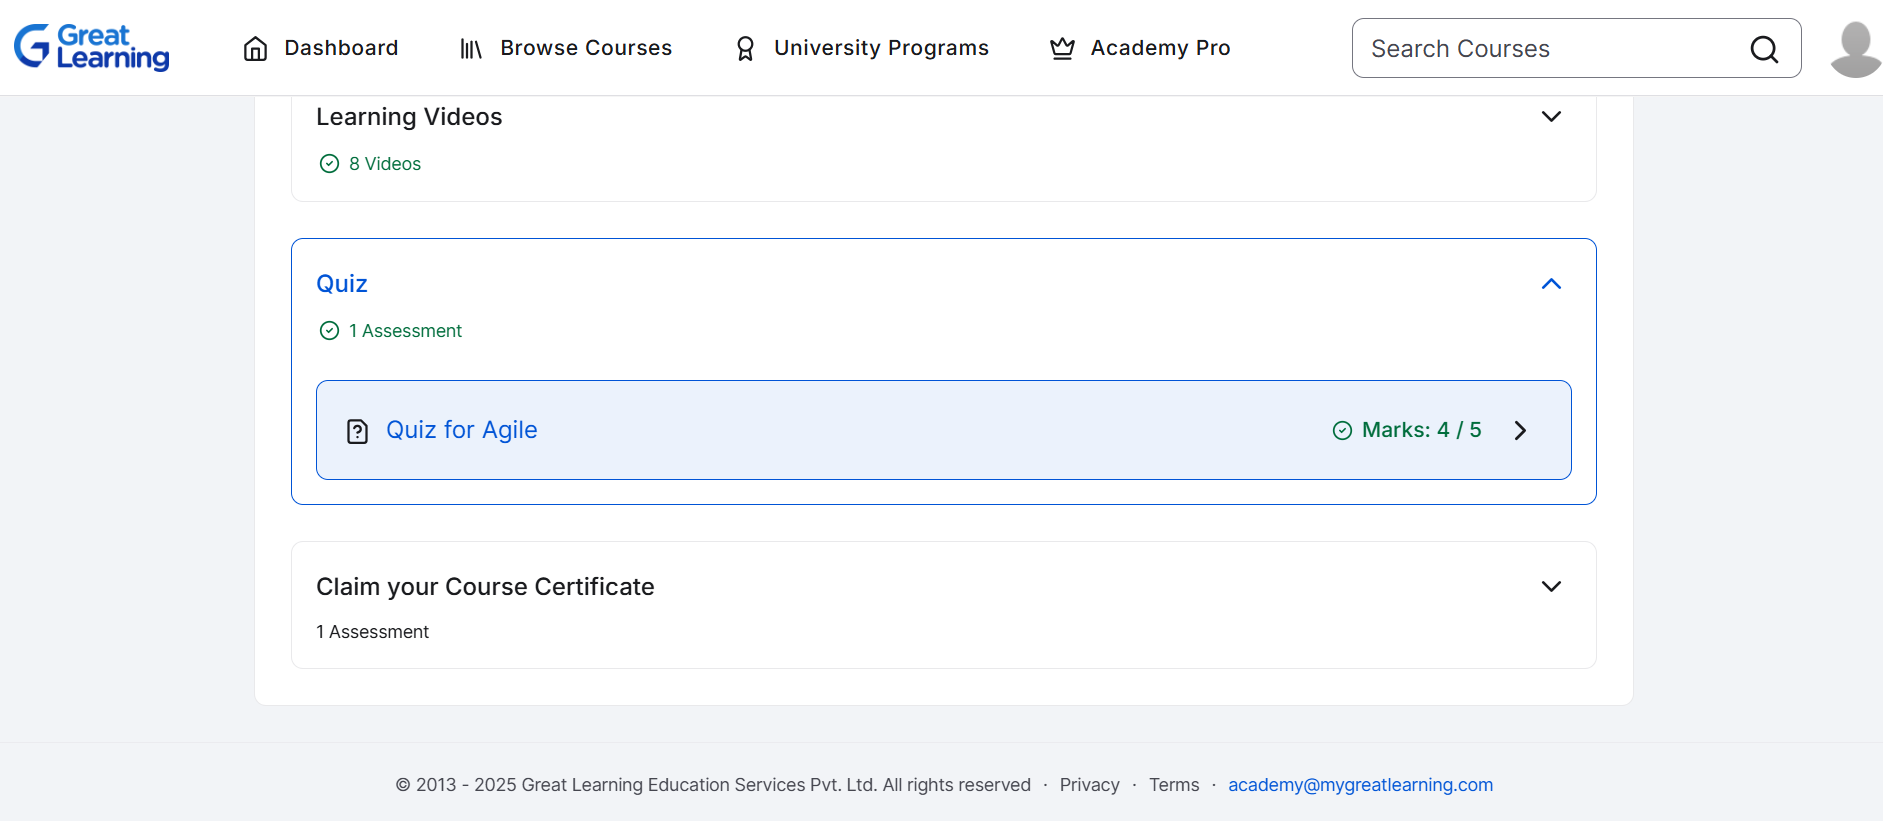 Great Learning
Dashboard
Browse Courses
University Programs
Academy Pro
Search Courses
Learning Videos
8 Videos
Quiz
1 Assessment
Quiz for Agile
Marks: 4 / 5
Claim your Course Certificate
1 Assessment
© 2013 - 2025 Great Learning Education Services Pvt. Ltd. All rights reserved · Privacy · Terms · academy@mygreatlearning.com